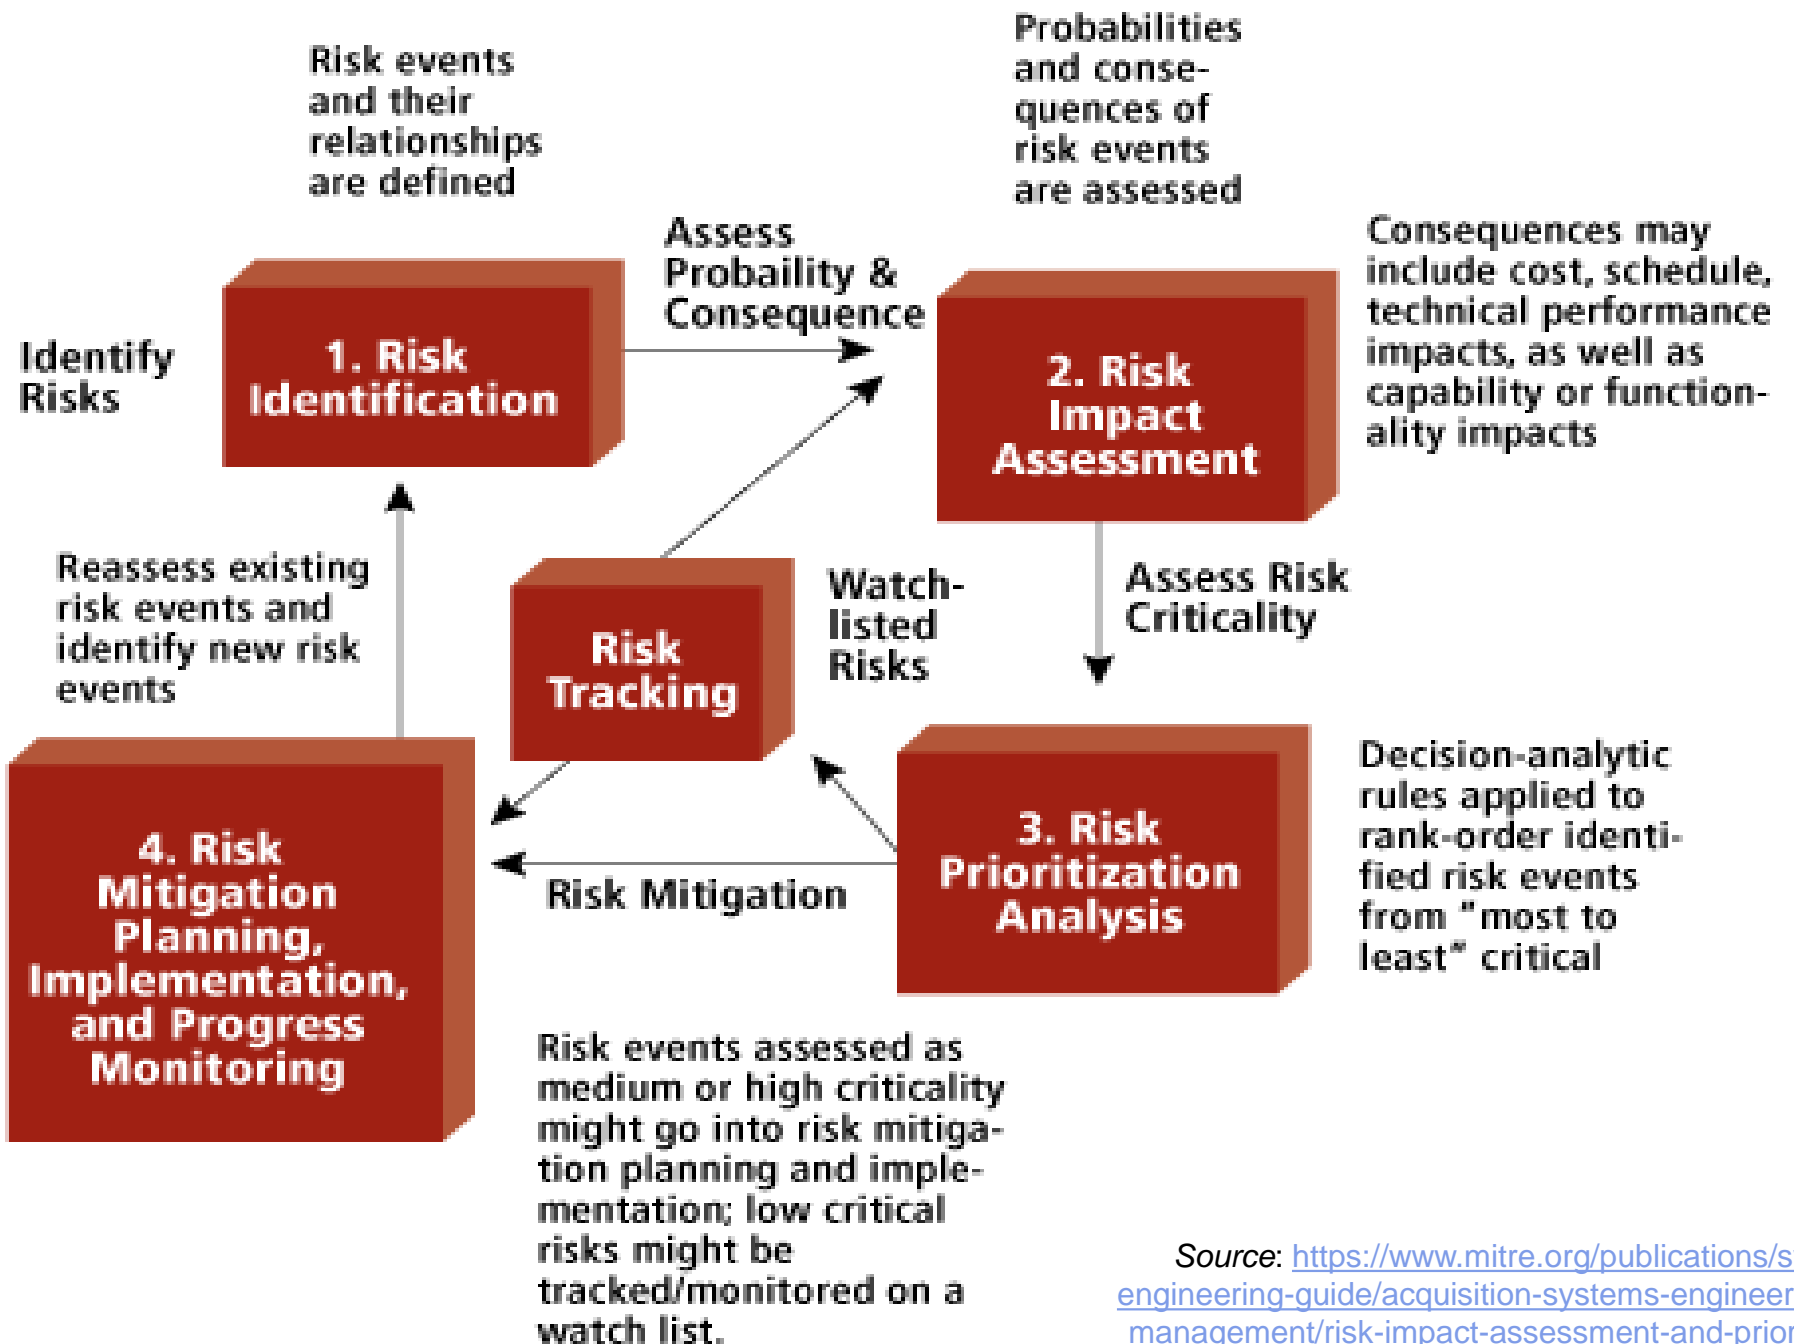 Risk events
and their
relationships
are defined
Probabilities
and conse-
quences of
risk events
are assessed
Assess
Probaility &
Consequence
Consequences may
include cost, schedule,
technical performance
impacts, as well as
capability or function-
ality impacts
Identify
Risks
1. Risk
Identification
2. Risk
Impact
Assessment
Reassess existing
risk events and
identify new risk
events
Risk
Tracking
Watch-
listed
Risks
Assess Risk
Criticality
4. Risk
Mitigation
Planning,
Implementation,
and Progress
Monitoring
Risk Mitigation
3. Risk
Prioritization
Analysis
Decision-analytic
rules applied to
rank-order identi-
fied risk events
from "most to
least" critical
Risk events assessed as
medium or high criticality
might go into risk mitiga-
tion planning and imple-
mentation; low critical
risks might be
tracked/monitored on a
watch list.
Source: https://www.mitre.org/publications/s
engineering-guide/acquisition-systems-engineer
management/risk-impact-assessment-and-prior